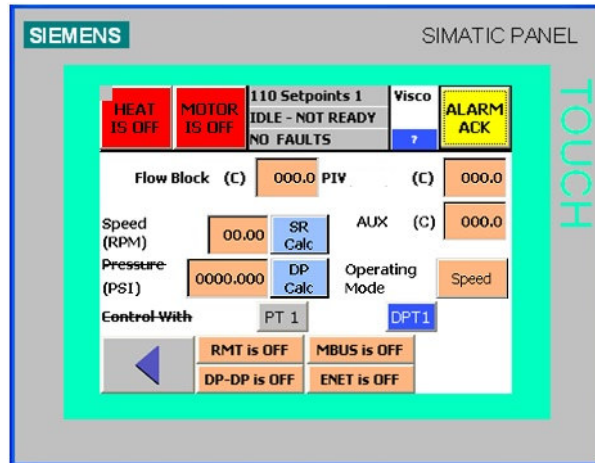 SIEMENS
SIMATIC PANEL
TOUCH
HEAT IS OFF
MOTOR IS OFF
110 Setpoints 1
IDLE - NOT READY
NO FAULTS
Visco
?
ALARM ACK
Flow Block (C) 000.0 PIV (C) 000.0
Speed (RPM) 00.00 SR Calc AUX (C) 000.0
Pressure (PSI) 0000.000 DP Calc Operating Mode Speed
Control With PT 1 DPT1
RMT is OFF MBUS is OFF
DP-DP is OFF ENET is OFF